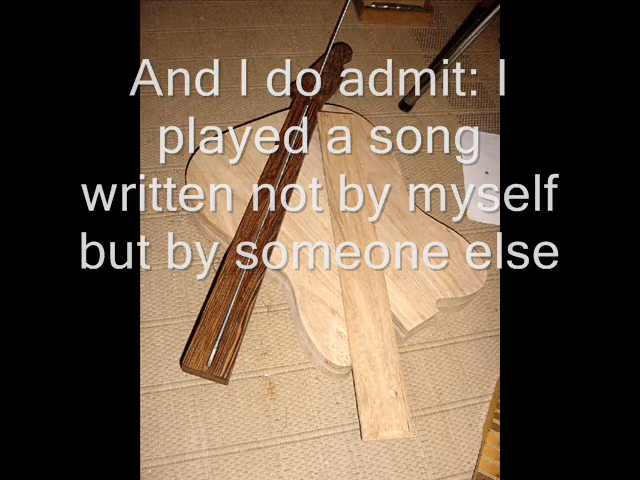 And I do admit: I
played a song
written not by myself
but by someone else